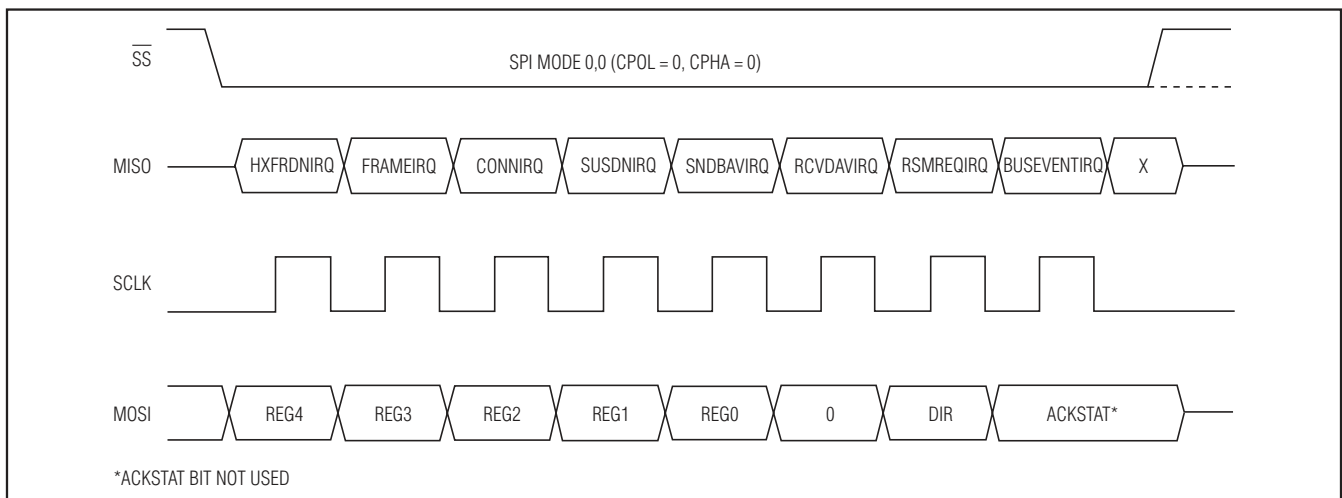 SS
SPI MODE 0,0 (CPOL = 0, CPHA = 0)
MISO HXFRDNIRQ FRAMEIRQ CONNIRQ SUSDNIRQ SNDBAVIRQ RCVDAVIRQ RSMREQIRQ BUSEVENTIRQ X
SCLK
MOSI REG4 REG3 REG2 REG1 REG0 0 DIR ACKSTAT*
*ACKSTAT BIT NOT USED